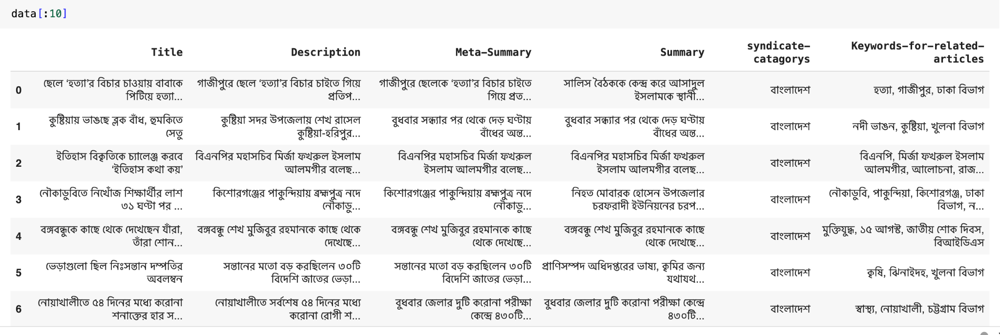 data[:10]
Title Description Meta-Summary Summary syndicate-catagorys Keywords-for-related-articles
0 ছেলে ‘হত্যা’র বিচার চাওয়ায় বাবাকে পিটিয়ে হত্যা... গাজীপুরে ছেলে ‘হত্যা’র বিচার চাইতে গিয়ে প্রতিপ... গাজীপুরে ছেলেকে ‘হত্যা’র বিচার চাইতে গিয়ে প্রত... সালিস বৈঠককে কেন্দ্র করে আসাদুল ইসলামকে স্থানী... বাংলাদেশ হত্যা, গাজীপুর, ঢাকা বিভাগ
1 কুষ্টিয়ায় ভাঙছে ব্লক বাঁধ, হুমকিতে সেতু কুষ্টিয়া সদর উপজেলায় শেখ রাসেল কুষ্টিয়া-হরিপুর... বুধবার সন্ধ্যার পর থেকে দেড় ঘণ্টায় বাঁধের অন্ত... বুধবার সন্ধ্যার পর থেকে দেড় ঘণ্টায় বাঁধের অন্ত... বাংলাদেশ নদী ভাঙন, কুষ্টিয়া, খুলনা বিভাগ
2 ইতিহাস বিকৃতিকে চ্যালেঞ্জ করবে ‘ইতিহাস কথা কয়’ বিএনপির মহাসচিব মির্জা ফখরুল ইসলাম আলমগীর বলেছ... বিএনপির মহাসচিব মির্জা ফখরুল ইসলাম আলমগীর বলেছ... বিএনপির মহাসচিব মির্জা ফখরুল ইসলাম আলমগীর বলেছ... বাংলাদেশ বিএনপি, মির্জা ফখরুল ইসলাম আলমগীর, আলোচনা, রাজ...
3 নৌকাডুবিতে নিখোঁজ শিক্ষার্থীর লাশ ৩১ ঘণ্টা পর ... কিশোরগঞ্জের পাকুন্দিয়ায় ব্রহ্মপুত্র নদে নৌকাডু... কিশোরগঞ্জের পাকুন্দিয়ায় ব্রহ্মপুত্র নদে নৌকাডু... নিহত মোবারক হোসেন উপজেলার চরফরাদী ইউনিয়নের চরপ... বাংলাদেশ নৌকাডুবি, পাকুন্দিয়া, কিশোরগঞ্জ, ঢাকা বিভাগ, ন...
4 বঙ্গবন্ধুকে কাছে থেকে দেখেছেন যাঁরা, তাঁরা শোন... বঙ্গবন্ধু শেখ মুজিবুর রহমানকে কাছে থেকে দেখেছে... বঙ্গবন্ধু শেখ মুজিবুর রহমানকে কাছে থেকে দেখেছে... বঙ্গবন্ধু শেখ মুজিবুর রহমানকে কাছে থেকে দেখেছে... বাংলাদেশ মুক্তিযুদ্ধ, ১৫ আগস্ট, জাতীয় শোক দিবস, বিআইডিএস
5 ভেড়াগুলো ছিল নিঃসন্তান দম্পতির অবলম্বন সন্তানের মতো বড় করছিলেন ৩০টি বিদেশি জাতের ভেড়া... সন্তানের মতো বড় করছিলেন ৩০টি বিদেশি জাতের ভেড়া... প্রাণিসম্পদ অধিদপ্তরের ভাষ্য, কৃমির জন্য যথাযথ... বাংলাদেশ কৃষি, ঝিনাইদহ, খুলনা বিভাগ
6 নোয়াখালীতে ৫৪ দিনের মধ্যে করোনা শনাক্তের হার স... নোয়াখালীতে সর্বশেষ ৫৪ দিনের মধ্যে করোনা রোগী শ... বুধবার জেলার দুটি করোনা পরীক্ষা কেন্দ্রে ৪৩০টি... বুধবার জেলার দুটি করোনা পরীক্ষা কেন্দ্রে ৪৩০টি... বাংলাদেশ স্বাস্থ্য, নোয়াখালী, চট্টগ্রাম বিভাগ